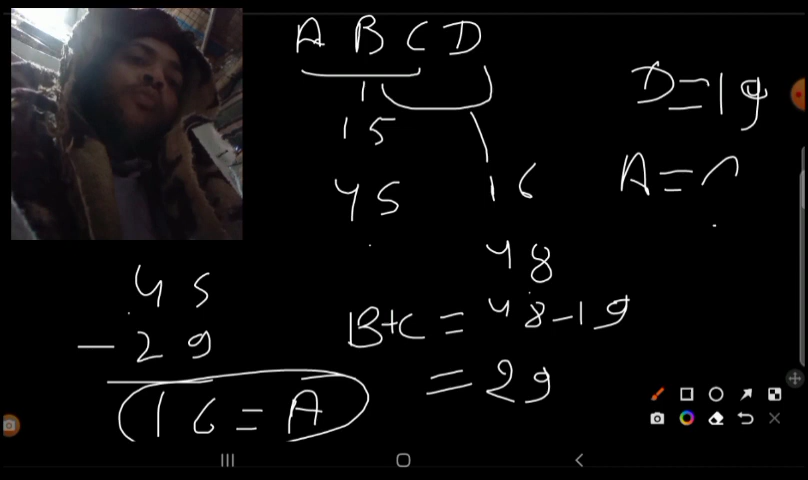 A B C D
15
45
16
48
D=19
A=?
45
- 29
16 = A
B+C = 48-19
= 29